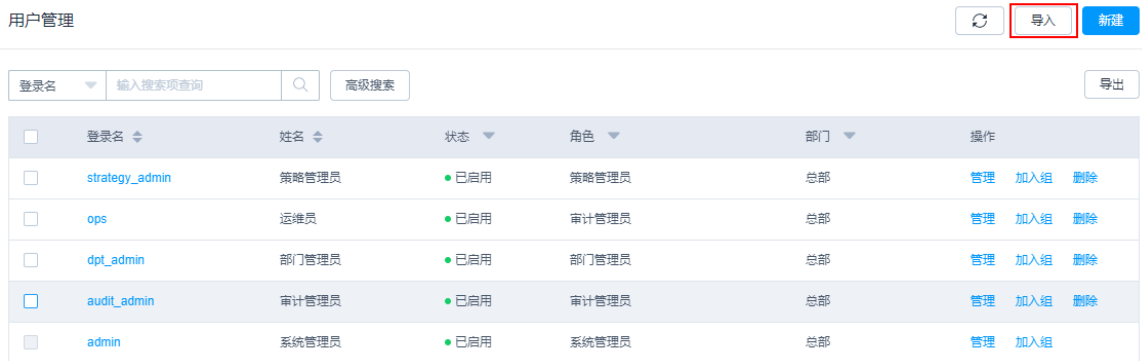 用户管理 导入 新建
登录名 输入搜索项查询 高级搜索 导出
登录名 姓名 状态 角色 部门 操作
strategy_admin 策略管理员 已启用 策略管理员 总部 管理 加入组 删除
ops 运维员 已启用 审计管理员 总部 管理 加入组 删除
dpt_admin 部门管理员 已启用 部门管理员 总部 管理 加入组 删除
audit_admin 审计管理员 已启用 审计管理员 总部 管理 加入组 删除
admin 系统管理员 已启用 系统管理员 总部 管理 加入组